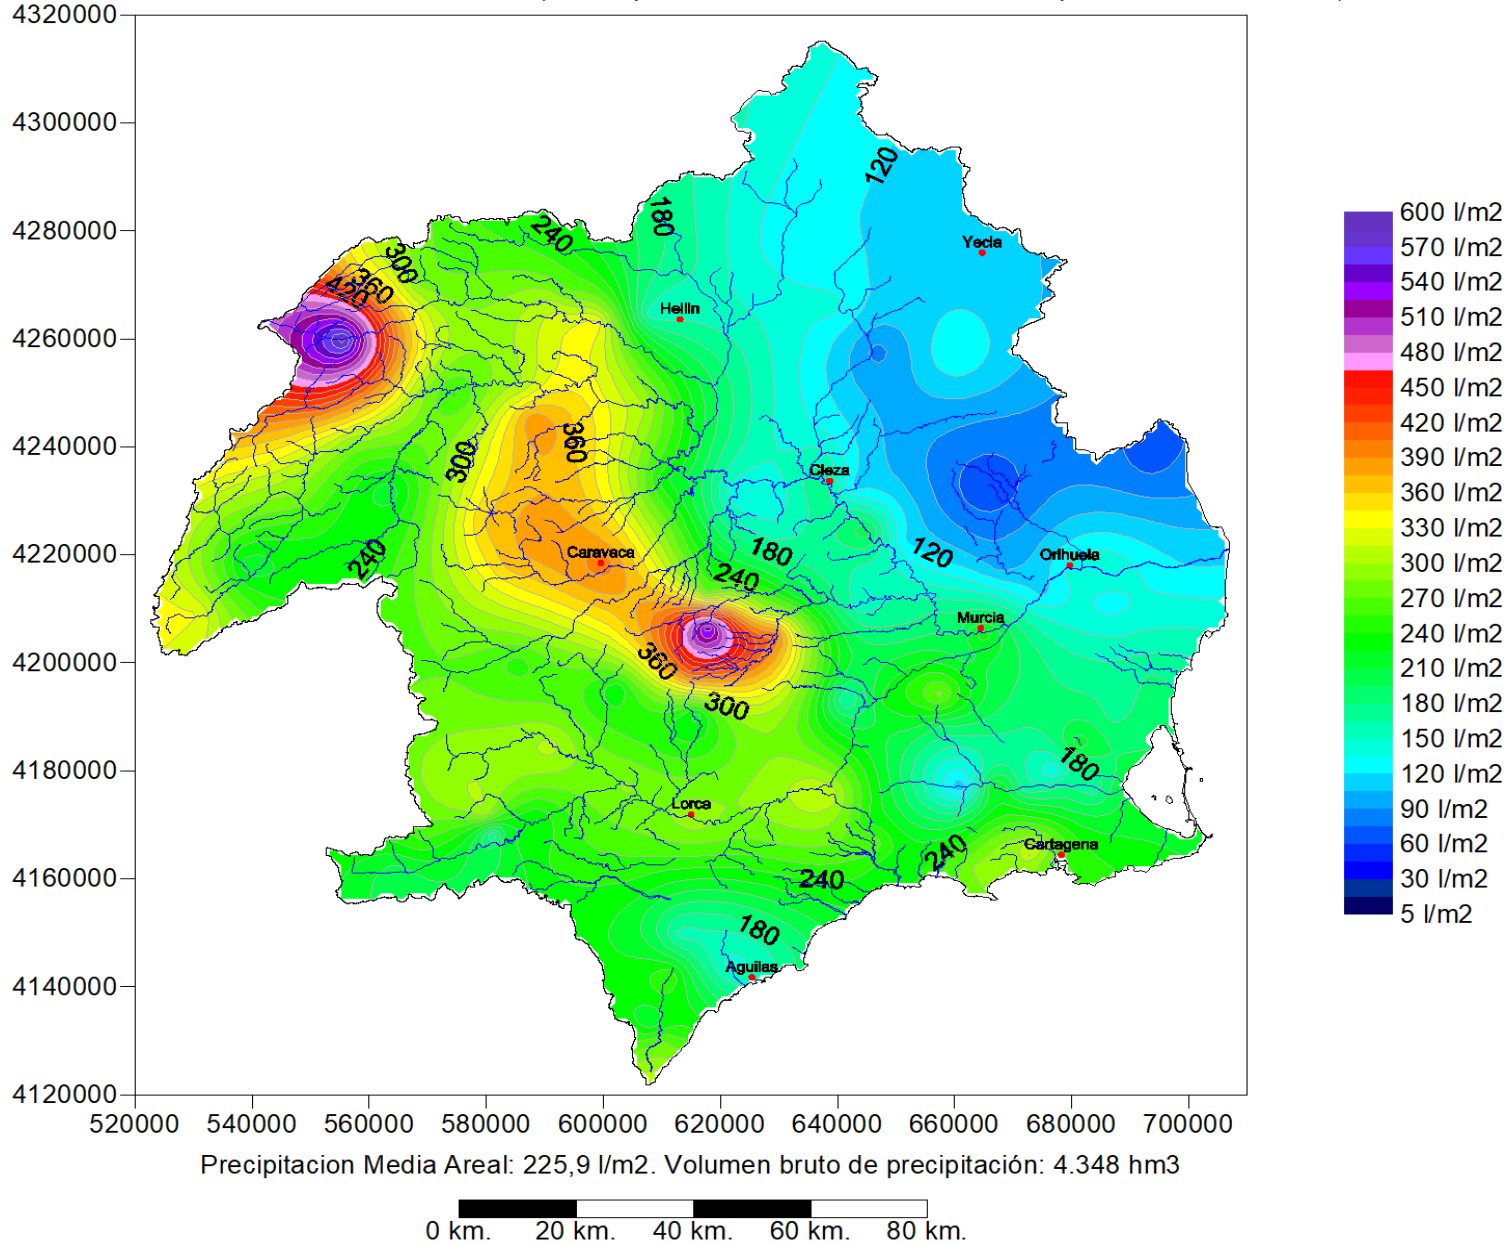 4320000
4300000
4280000
4260000
4240000
4220000
4200000
4180000
4160000
4140000
4120000
520000 540000 560000 580000 600000 620000 640000 660000 680000 700000
120
180
240
300
360
420
Yecla
Hellin
360
300
Cieza
Caravaca
180
120
Orihuela
240
240
Murcia
360
300
180
Lorca
240
Cartagena
240
180
Aguilas
600 l/m2
570 l/m2
540 l/m2
510 l/m2
480 l/m2
450 l/m2
420 l/m2
390 l/m2
360 l/m2
330 l/m2
300 l/m2
270 l/m2
240 l/m2
210 l/m2
180 l/m2
150 l/m2
120 l/m2
90 l/m2
60 l/m2
30 l/m2
5 l/m2
Precipitacion Media Areal: 225,9 l/m2. Volumen bruto de precipitación: 4.348 hm3
0 km. 20 km. 40 km. 60 km. 80 km.